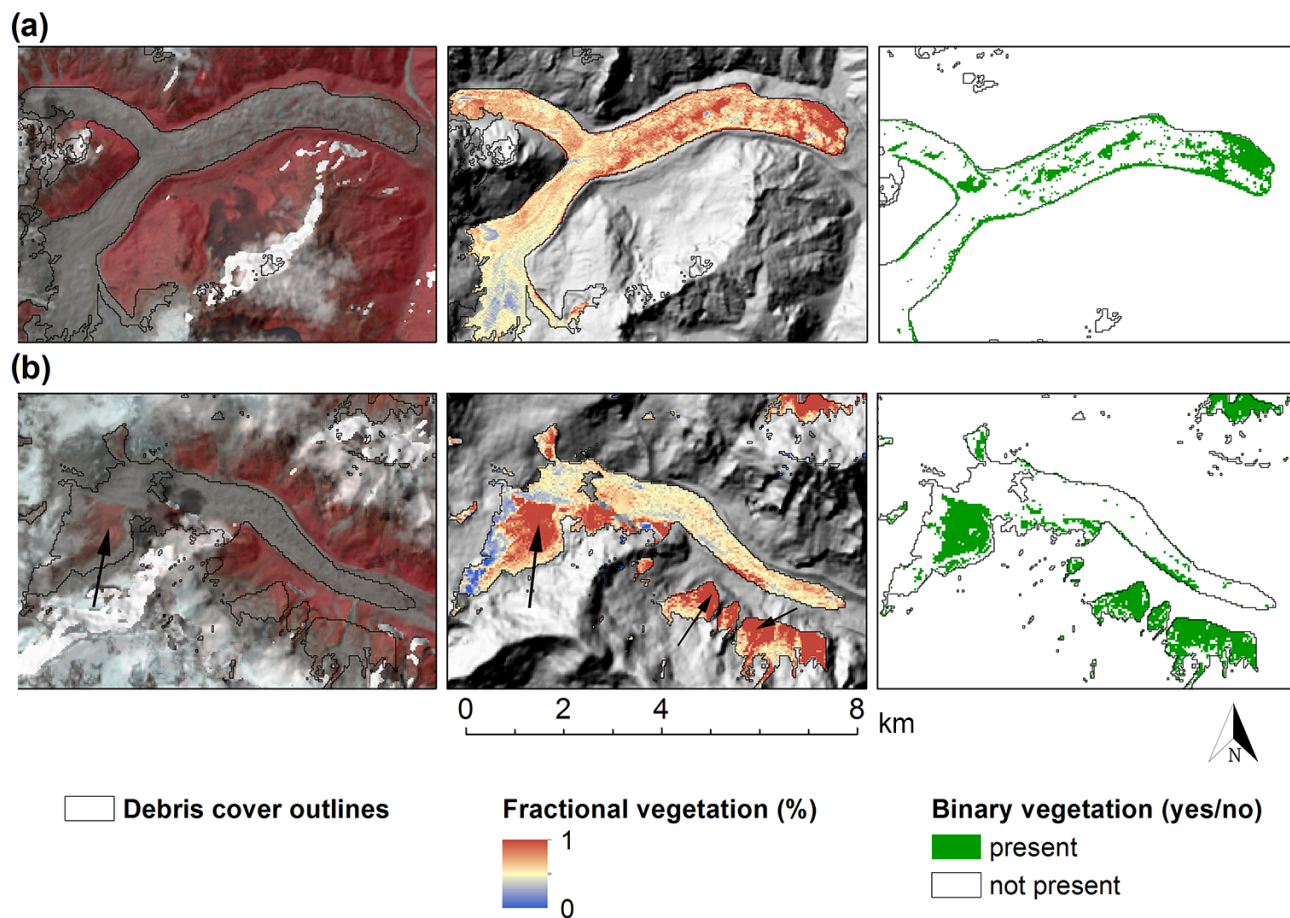 (a)
(b)
0 2 4 8
km
N
Debris cover outlines
Fractional vegetation (%)
1
0
Binary vegetation (yes/no)
present
not present